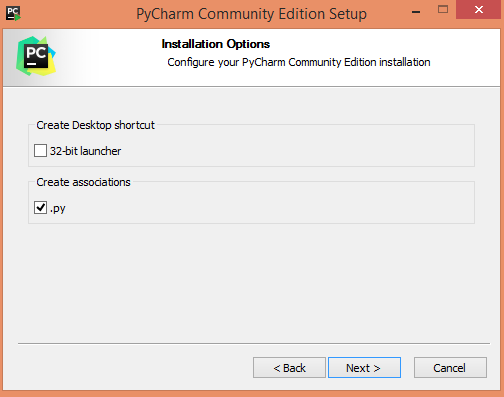 PC
PyCharm Community Edition Setup
PC
Installation Options
Configure your PyCharm Community Edition installation
Create Desktop shortcut
32-bit launcher
Create associations
.py
< Back
Next >
Cancel